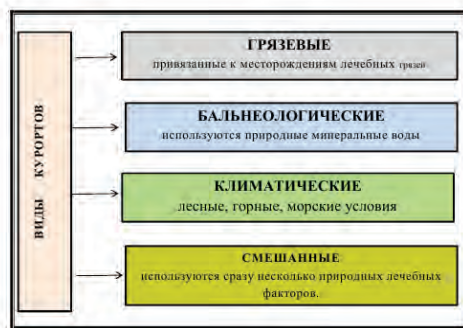 ВИДЫ КУРОРТОВ
ГРЯЗЕВЫЕ
привязанные к месторождениям лечебных грязей
БАЛЬНЕОЛОГИЧЕСКИЕ
используются природные минеральные воды
КЛИМАТИЧЕСКИЕ
лесные, горные, морские условия
СМЕШАННЫЕ
используются сразу несколько природных лечебных
факторов.